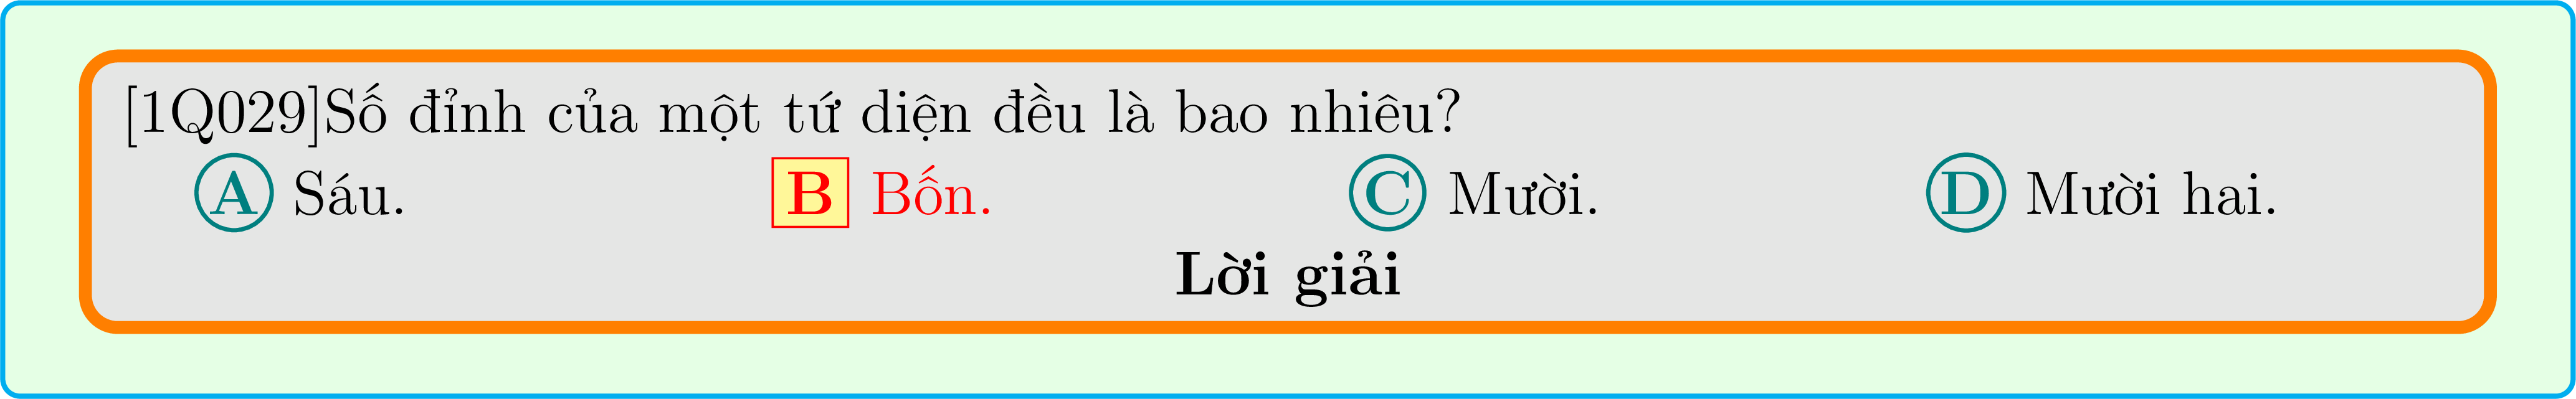 [1Q029]Số đỉnh của một tứ diện đều là bao nhiêu?
A Sáu. B Bốn. C Mười. D Mười hai.
Lời giải